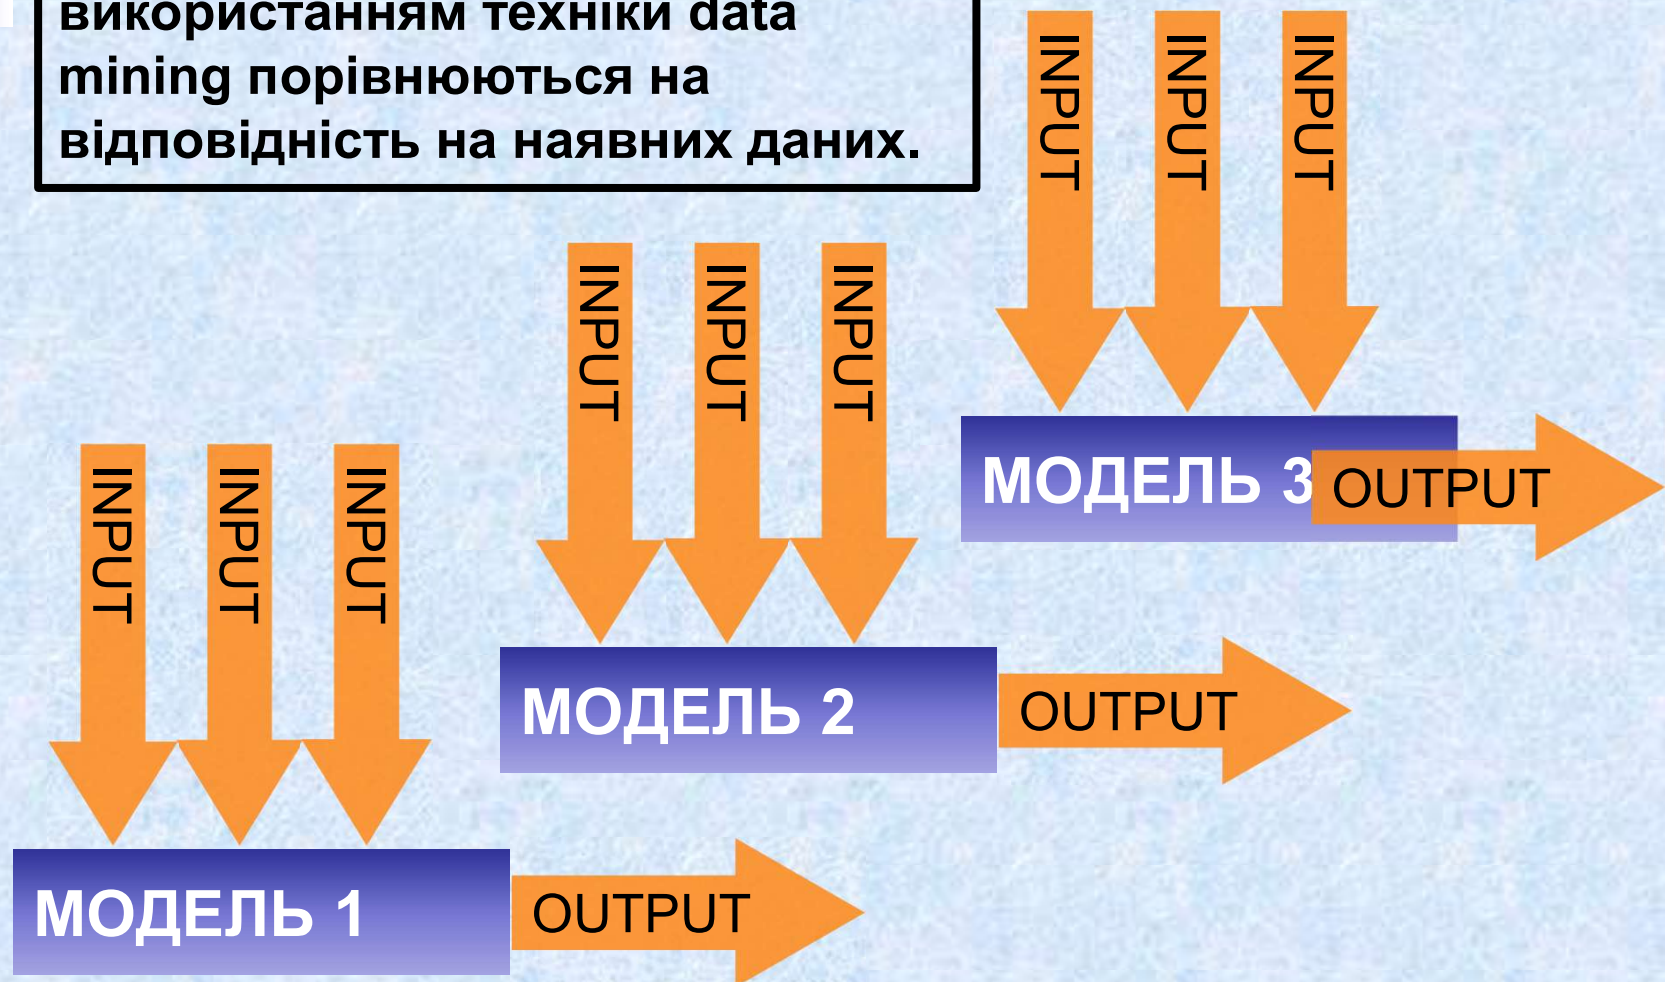 використанням техніки data
mining порівнюються на
відповідність на наявних даних.
INPUT
INPUT
INPUT
INPUT
INPUT
INPUT
МОДЕЛЬ 3
OUTPUT
INPUT
INPUT
INPUT
МОДЕЛЬ 2
OUTPUT
МОДЕЛЬ 1
OUTPUT